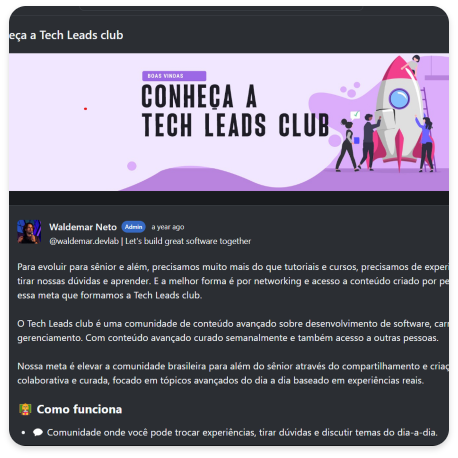 eça a Tech Leads club
BOAS VINDAS
CONHEÇA A
TECH LEADS CLUB
Waldemar Neto Admin a year ago
@waldemar.devlab | Let's build great software together
Para evoluir para sênior e além, precisamos muito mais do que tutoriais e cursos, precisamos de experi
tirar nossas dúvidas e aprender. E a melhor forma é por networking e acesso a conteúdo criado por pe
essa meta que formamos a Tech Leads club.
O Tech Leads club é uma comunidade de conteúdo avançado sobre desenvolvimento de software, carr
gerenciamento. Com conteúdo avançado curado semanalmente e também acesso a outras pessoas.
Nossa meta é elevar a comunidade brasileira para além do sênior através do compartilhamento e criaç
colaborativa e curada, focado em tópicos avançados do dia a dia baseado em experiências reais.
Como funciona
Comunidade onde você pode trocar experiências, tirar dúvidas e discutir temas do dia-a-dia.